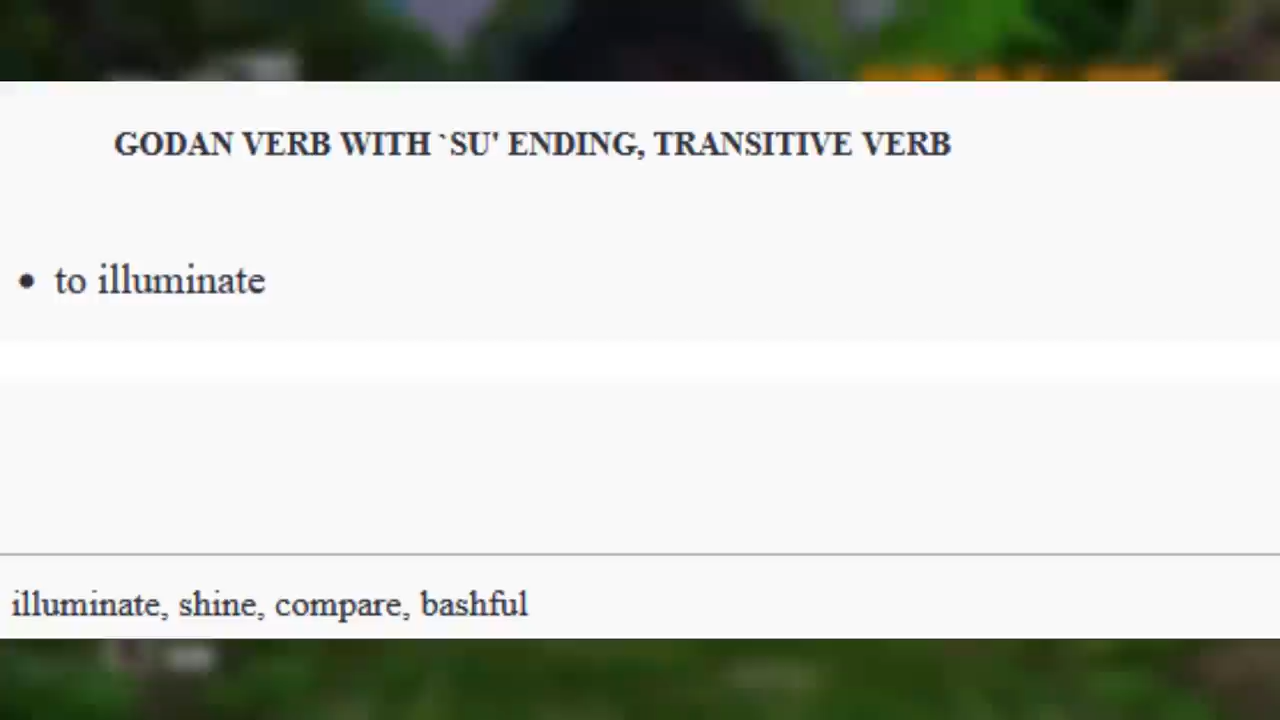 GODAN VERB WITH `SU' ENDING, TRANSITIVE VERB
• to illuminate
illuminate, shine, compare, bashful